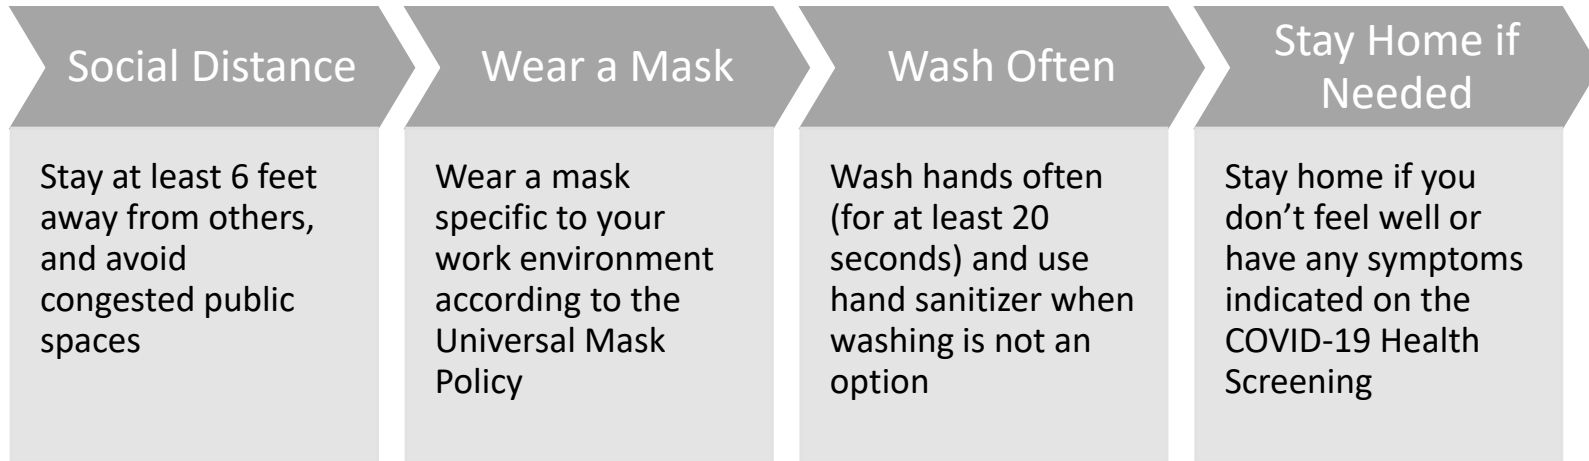 Social Distance
Stay at least 6 feet
away from others,
and avoid
congested public
spaces
Wear a Mask
Wear a mask
specific to your
work environment
according to the
Universal Mask
Policy
Wash Often
Wash hands often
(for at least 20
seconds) and use
hand sanitizer when
washing is not an
option
Stay Home if
Needed
Stay home if you
don’t feel well or
have any symptoms
indicated on the
COVID-19 Health
Screening